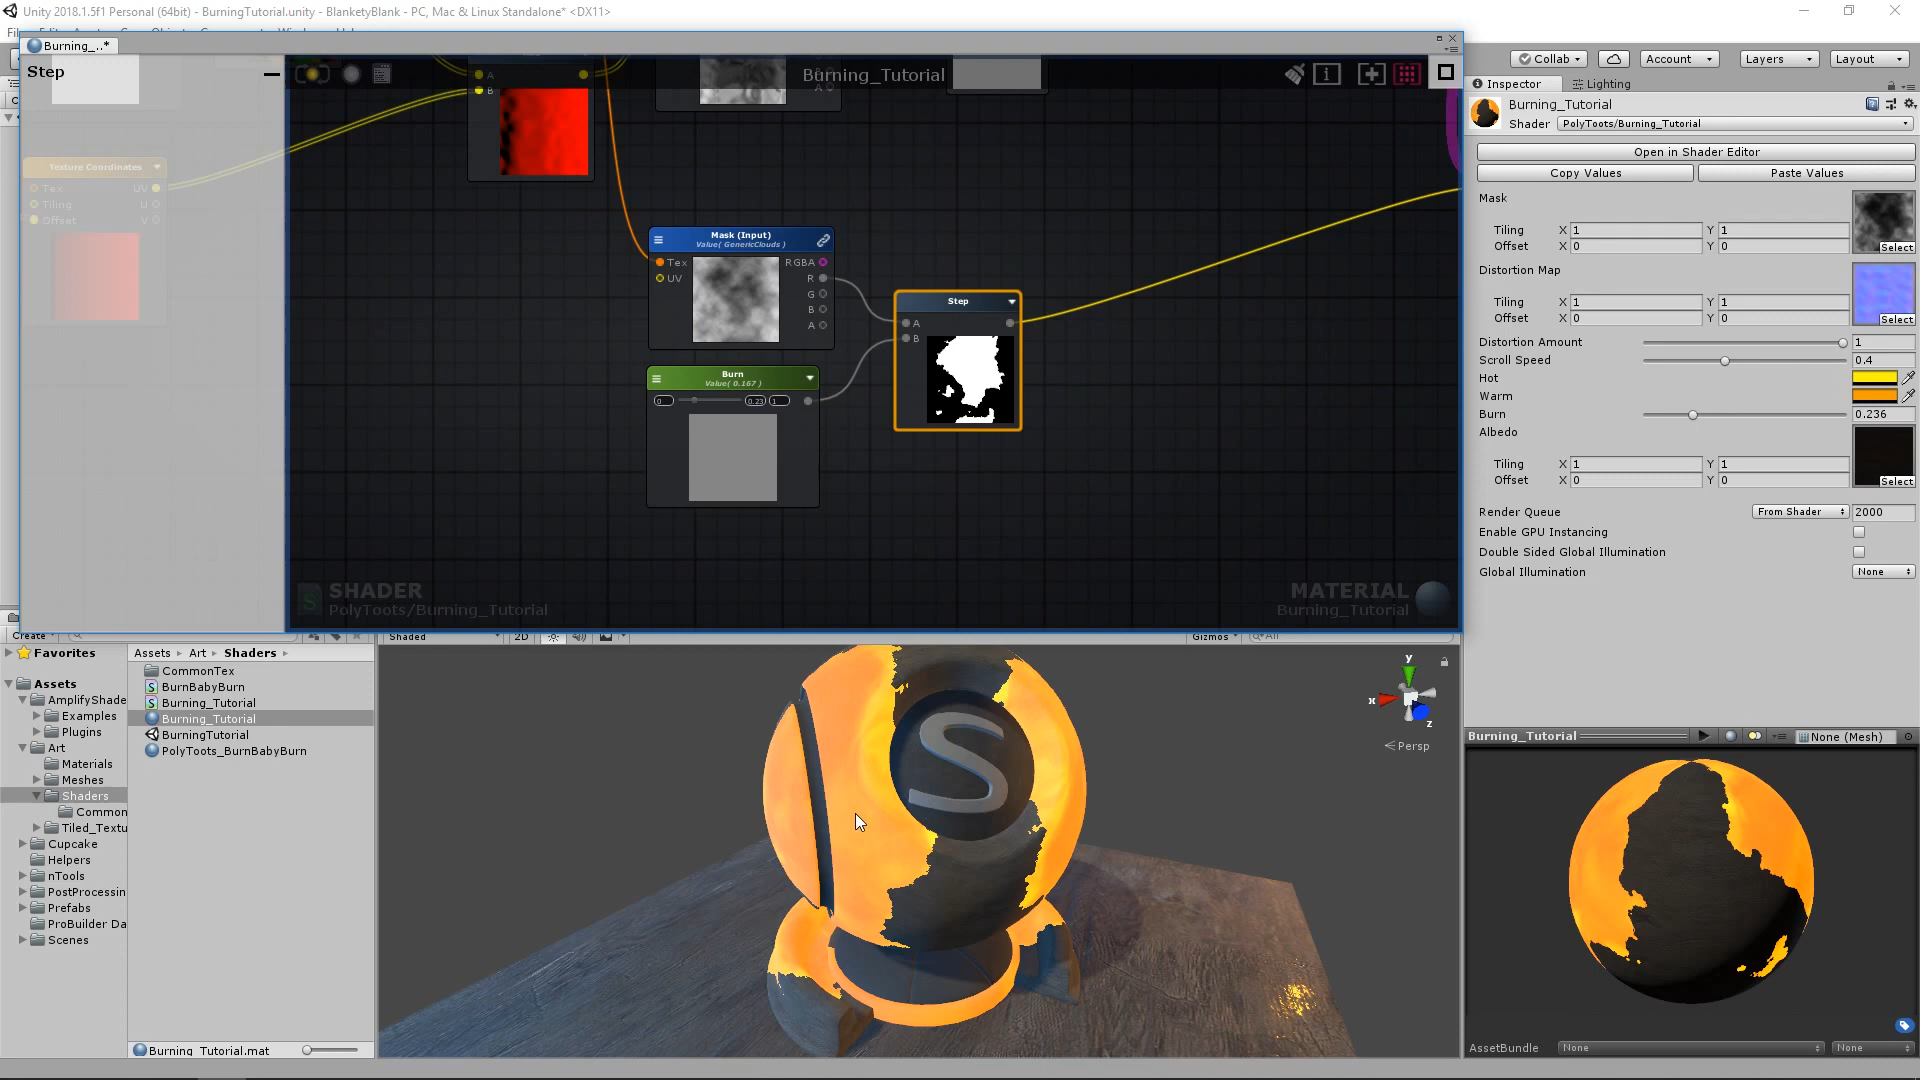 Unity 2018.1.5f1 Personal (64bit) - BurningTutorial.unity - BlanketyBlank - PC, Mac & Linux Standalone* <DX11>
Burning_..*
Step
Burning_Tutorial
Collab
Account
Layers
Layout
Inspector
Lighting
Burning_Tutorial
Shader
PolyToots/Burning_Tutorial
Open in Shader Editor
Copy Values
Paste Values
Mask
Tiling X 1 Y 1
Offset X 0 Y 0
Select
Distortion Map
Tiling X 1 Y 1
Offset X 0 Y 0
Select
Distortion Amount 1
Scroll Speed 0.4
Hot
Warm
Burn 0.236
Albedo
Tiling X 1 Y 1
Offset X 0 Y 0
Select
Render Queue From Shader 2000
Enable GPU Instancing
Double Sided Global Illumination
Global Illumination None
A
B
Texture Coordinates
Tex UV
Tiling U
Offset V
Mask (Input)
Value( GenericClouds )
Tex RGBA
UV R
G
B
A
Step
A
B
Burn
Value( 0.167 )
0 0.23 1
SHADER
PolyToots/Burning_Tutorial
MATERIAL
Burning_Tutorial
Create
Shaded
2D
Gizmos
All
Favorites
Assets
AmplifyShade
Examples
Plugins
Art
Materials
Meshes
Shaders
Common
Tiled_Textu
Cupcake
Helpers
nTools
PostProcessin
Prefabs
ProBuilder Da
Scenes
Assets Art Shaders
CommonTex
BurnBabyBurn
Burning_Tutorial
Burning_Tutorial
BurningTutorial
PolyToots_BurnBabyBurn
Burning_Tutorial.mat
S
y
x
z
Persp
Burning_Tutorial
None (Mesh)
AssetBundle None None